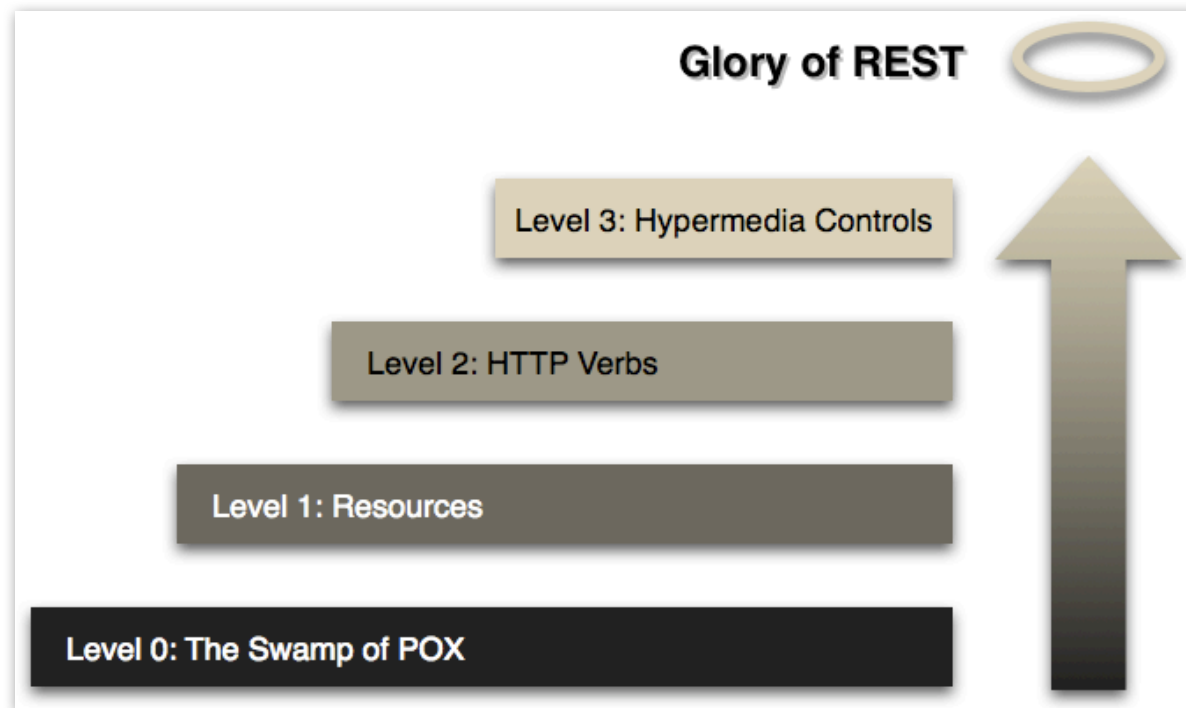 Glory of REST
Level 3: Hypermedia Controls
Level 2: HTTP Verbs
Level 1: Resources
Level 0: The Swamp of POX